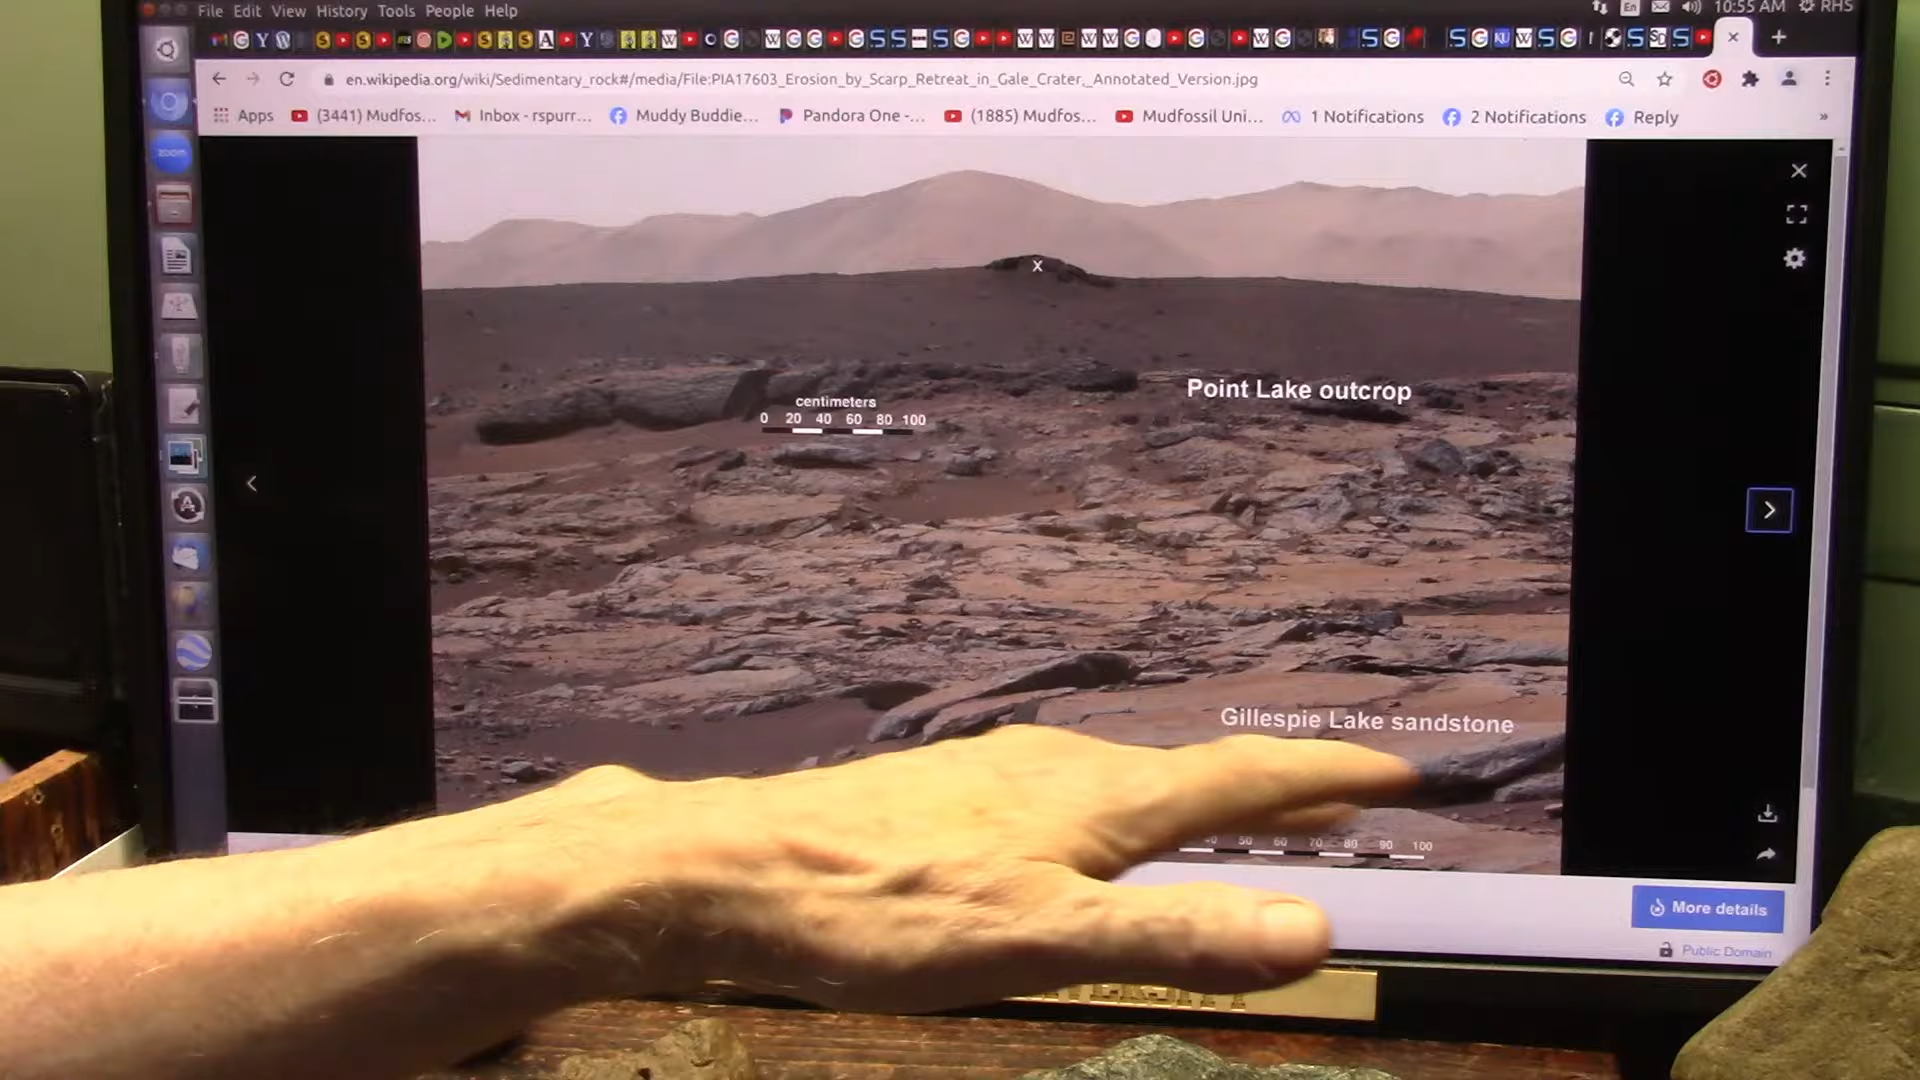 File Edit View History Tools People Help
En 10:55 AM RHS
en.wikipedia.org/wiki/Sedimentary_rock#/media/File:PIA17603_Erosion_by_Scarp_Retreat_in_Gale_Crater,_Annotated_Version.jpg
Apps (3441) Mudfos... Inbox - rspurr... Muddy Buddie... Pandora One -... (1885) Mudfos... Mudfossil Uni... 1 Notifications 2 Notifications Reply »
zoom
X
Point Lake outcrop
centimeters
0 20 40 60 80 100
Gillespie Lake sandstone
50 60 70 80 90 100
More details
Public Domain